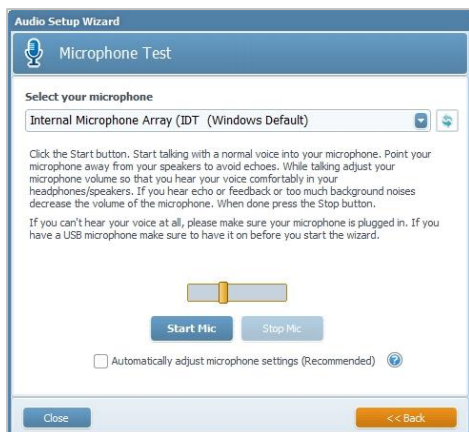 Audio Setup Wizard
Microphone Test
Select your microphone
Internal Microphone Array (IDT  (Windows Default)
Click the Start button. Start talking with a normal voice into your microphone. Point your
microphone away from your speakers to avoid echoes. While talking adjust your
microphone volume so that you hear your voice comfortably in your
headphones/speakers. If you hear echo or feedback or too much background noises
decrease the volume of the microphone. When done press the Stop button.
If you can't hear your voice at all, please make sure your microphone is plugged in. If you
have a USB microphone make sure to have it on before you start the wizard.
Start Mic
Stop Mic
Automatically adjust microphone settings (Recommended)
?
Close
<< Back